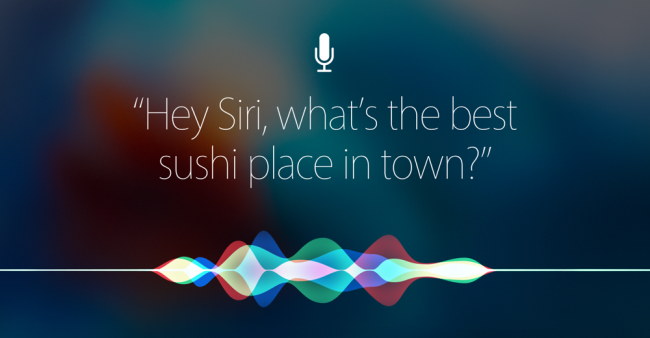 “Hey Siri, what’s the best
sushi place in town?”